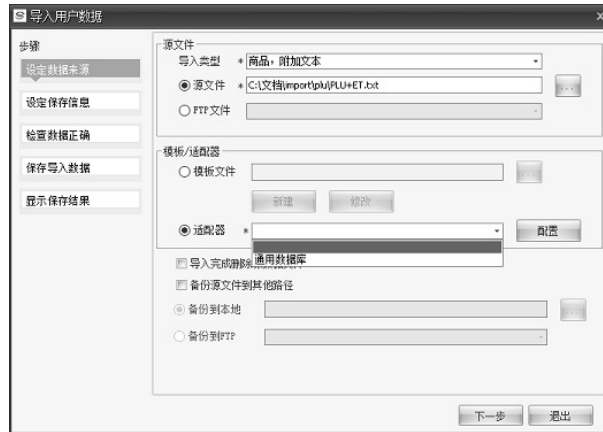 导入用户数据
步骤
设定数据来源
设定保存信息
检查数据正确
保存导入数据
显示保存结果
源文件
导入类型 * 商品，附加文本
源文件 * C:\文档\import\plu\PLU+ET.txt
...
FTP文件
模板/适配器
模板文件
...
新建 修改
适配器 * 配置
通用数据库
导入完成删除
备份源文件到其他路径
备份到本地
...
备份到FTP
下一步 退出